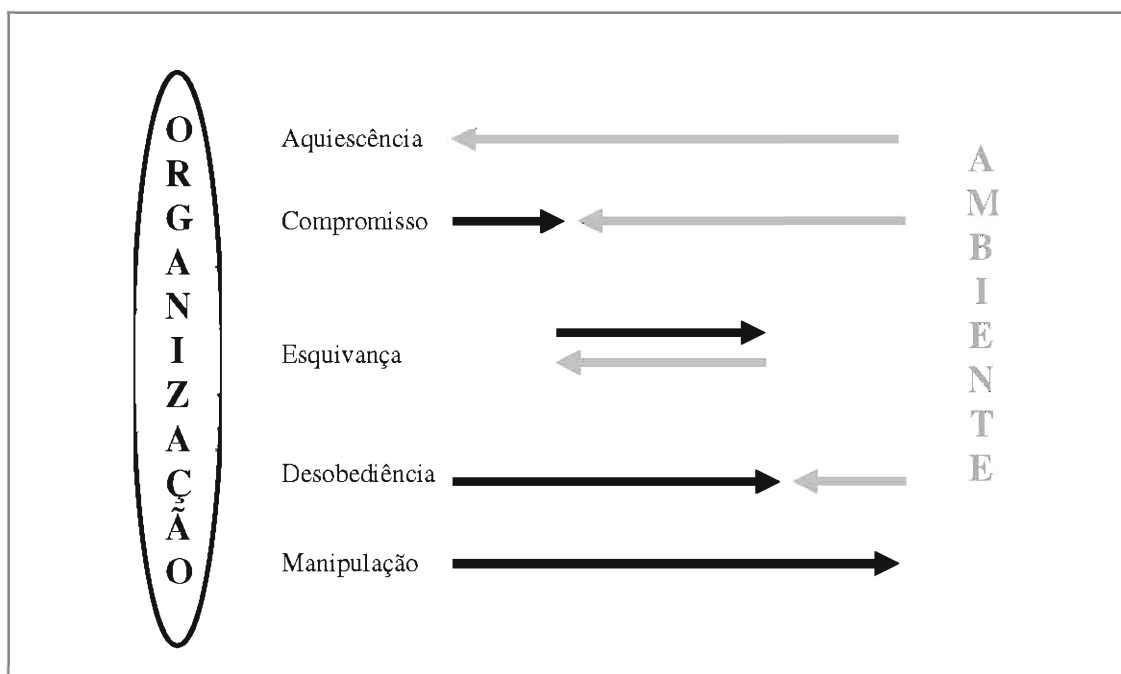 ORGANIZAÇÃO
Aquiescência
Compromisso
Esquivança
Desobediência
Manipulação
AMBIENTE